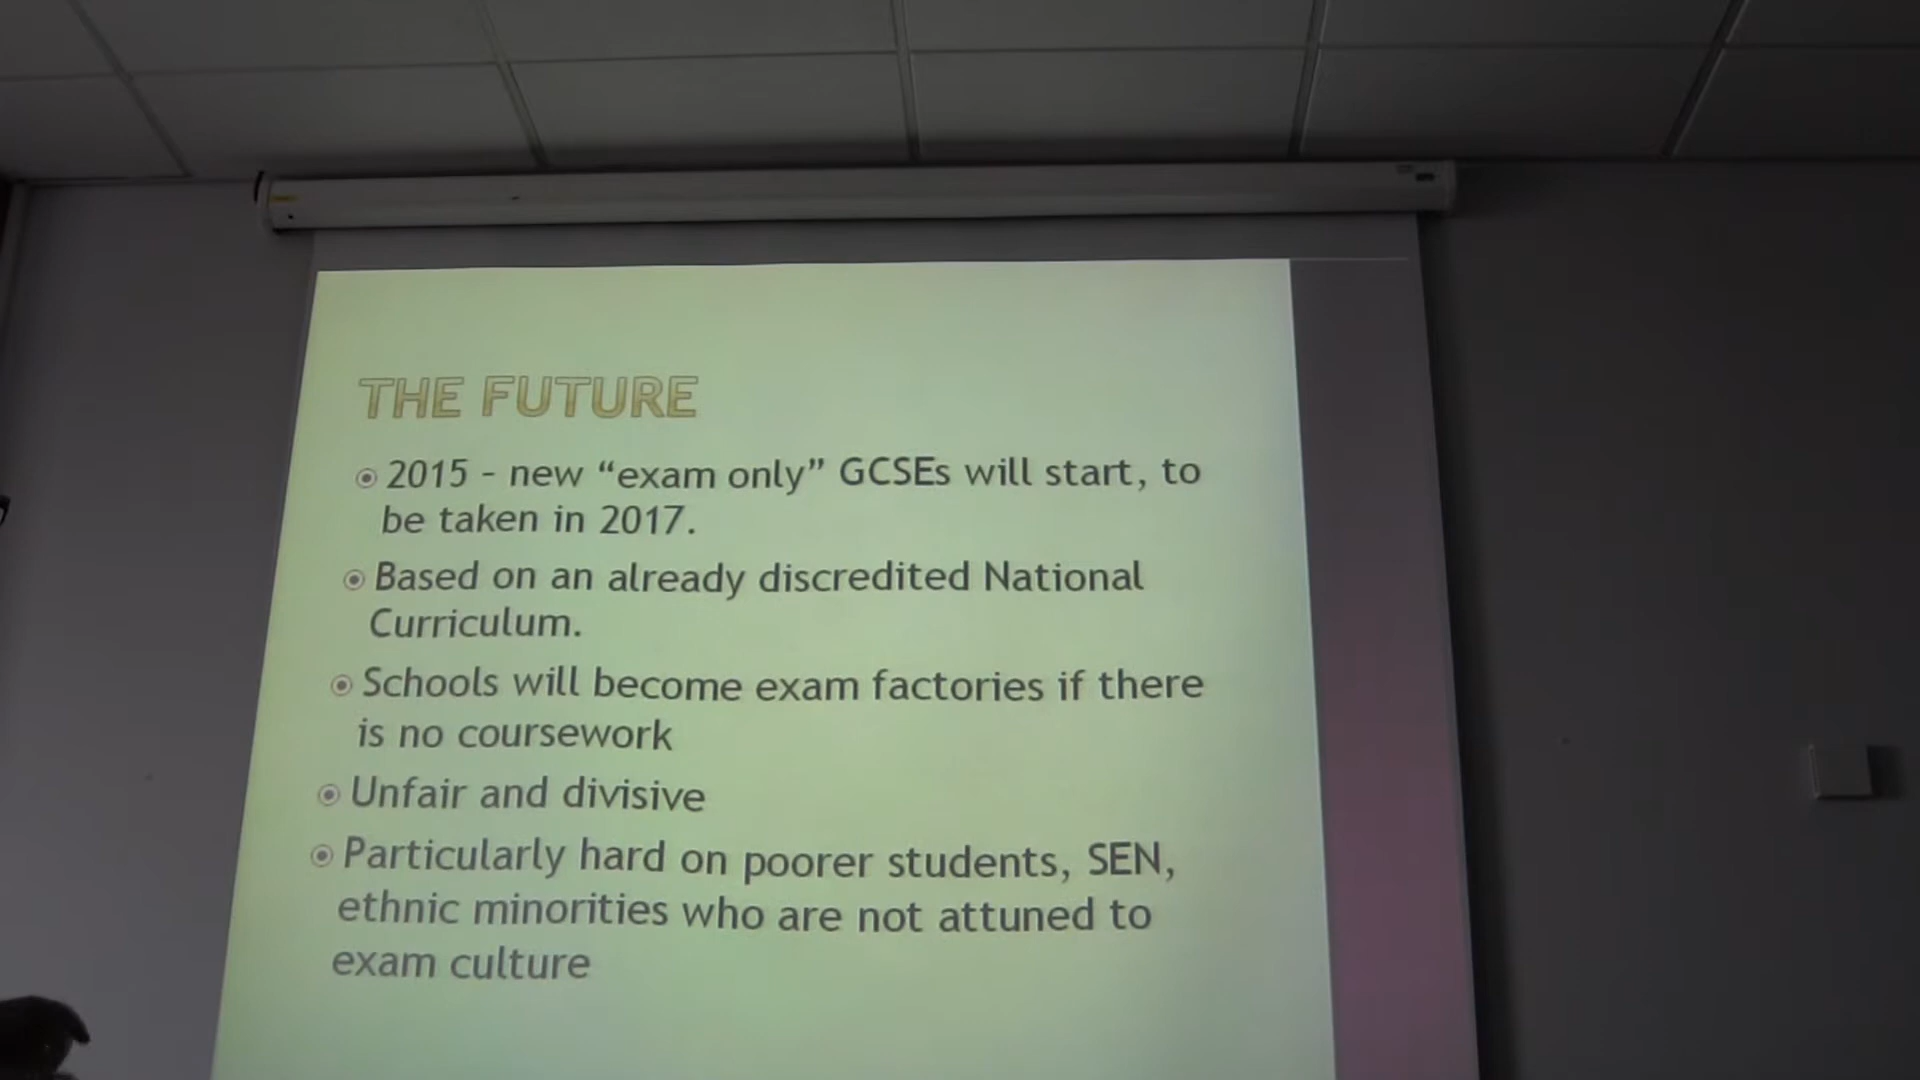 THE FUTURE
2015 – new “exam only” GCSEs will start, to
be taken in 2017.
Based on an already discredited National
Curriculum.
Schools will become exam factories if there
is no coursework
Unfair and divisive
Particularly hard on poorer students, SEN,
ethnic minorities who are not attuned to
exam culture